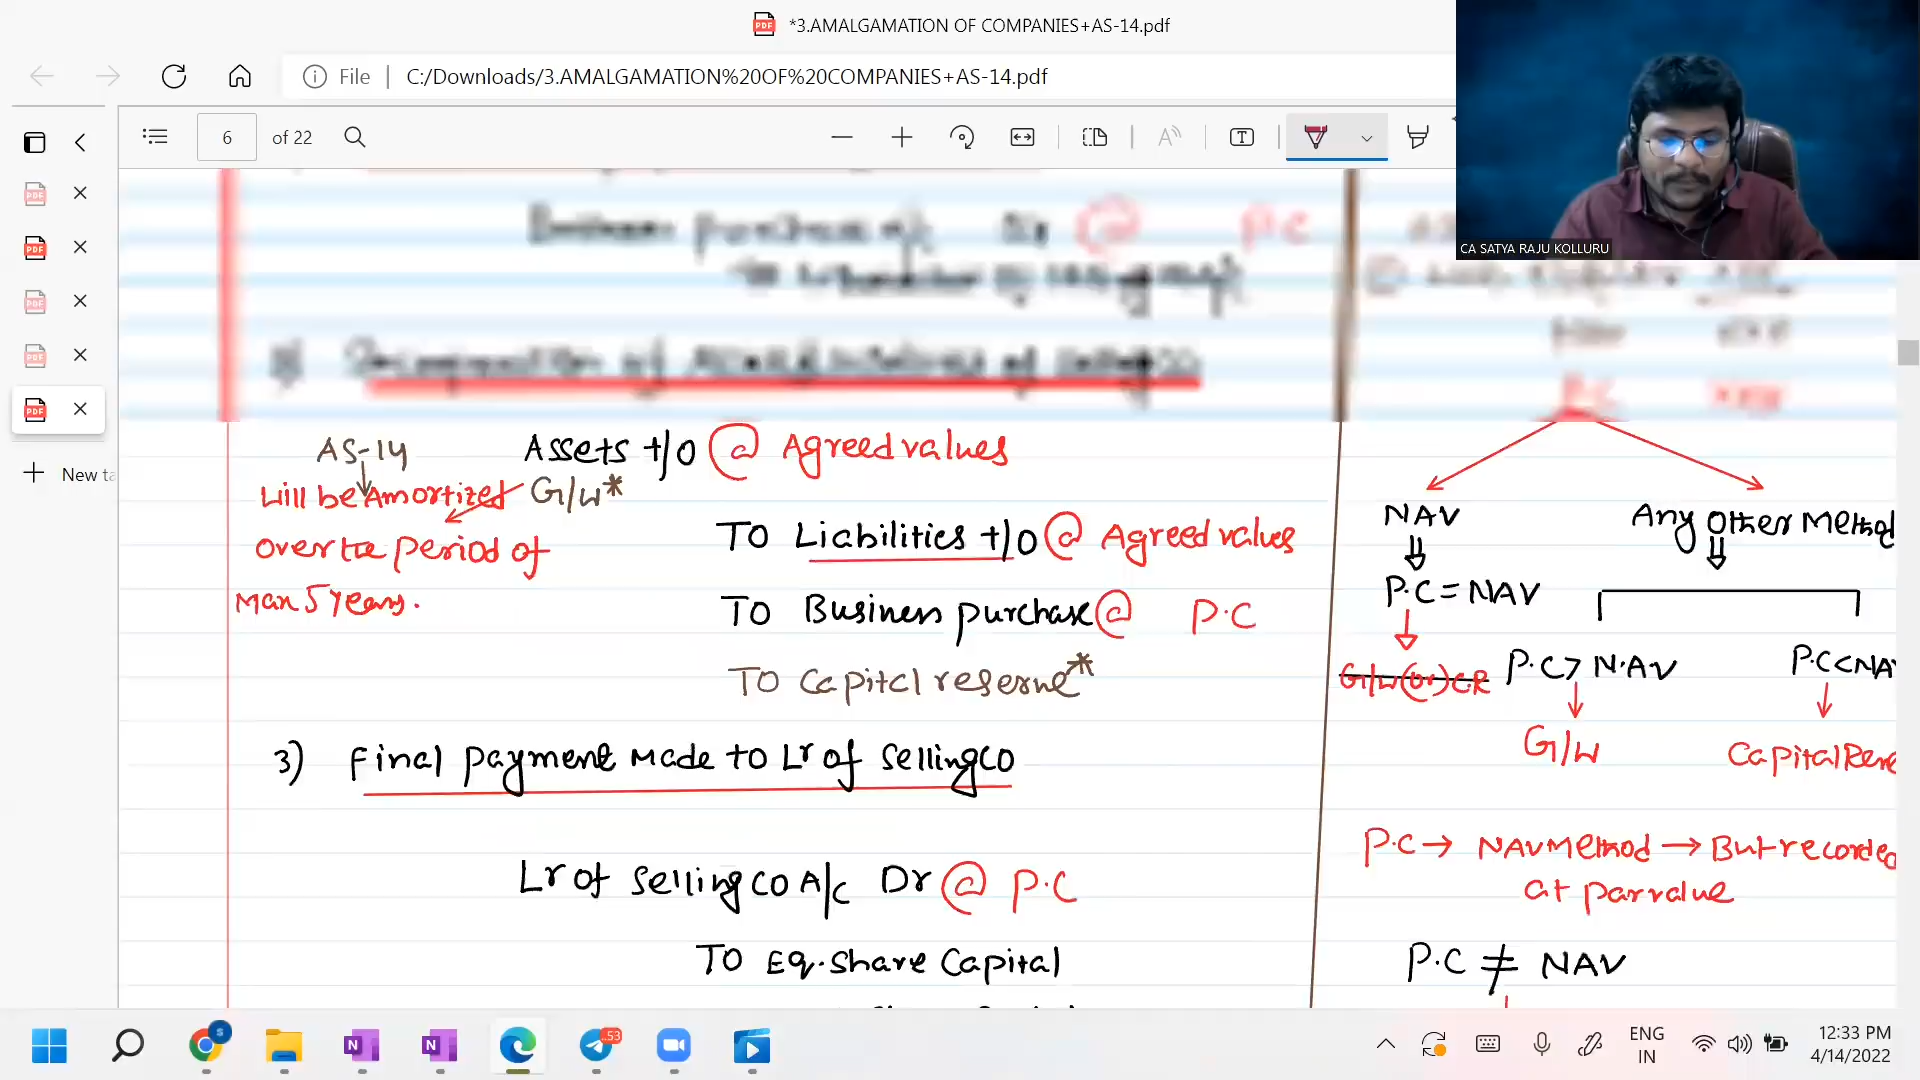 *3.AMALGAMATION OF COMPANIES+AS-14.pdf
File
C:/Downloads/3.AMALGAMATION%20OF%20COMPANIES+AS-14.pdf
6 of 22
CA SATYA RAJU KOLLURU
New ta
@ P.C
P.C
AS-14
Assets t/o @ Agreed values
Will be Amortized
G/W*
over the period of
Max 5 years.
TO Liabilities t/o @ Agreed values
TO Business purchase @ P.C
TO Capital reserve*
3) Final payment Made to Lr of selling CO
Lr of selling CO A/c Dr @ P.C
TO Eq. Share Capital
NAV
Any other Method
P.C = NAV
G/W (or) C.R
P.C > N.AV
P.C < NA
G/W
Capital Rese
P.C → NAV Method → But recorded
at par value
P.C ≠ NAV
53
ENG
IN
12:33 PM
4/14/2022